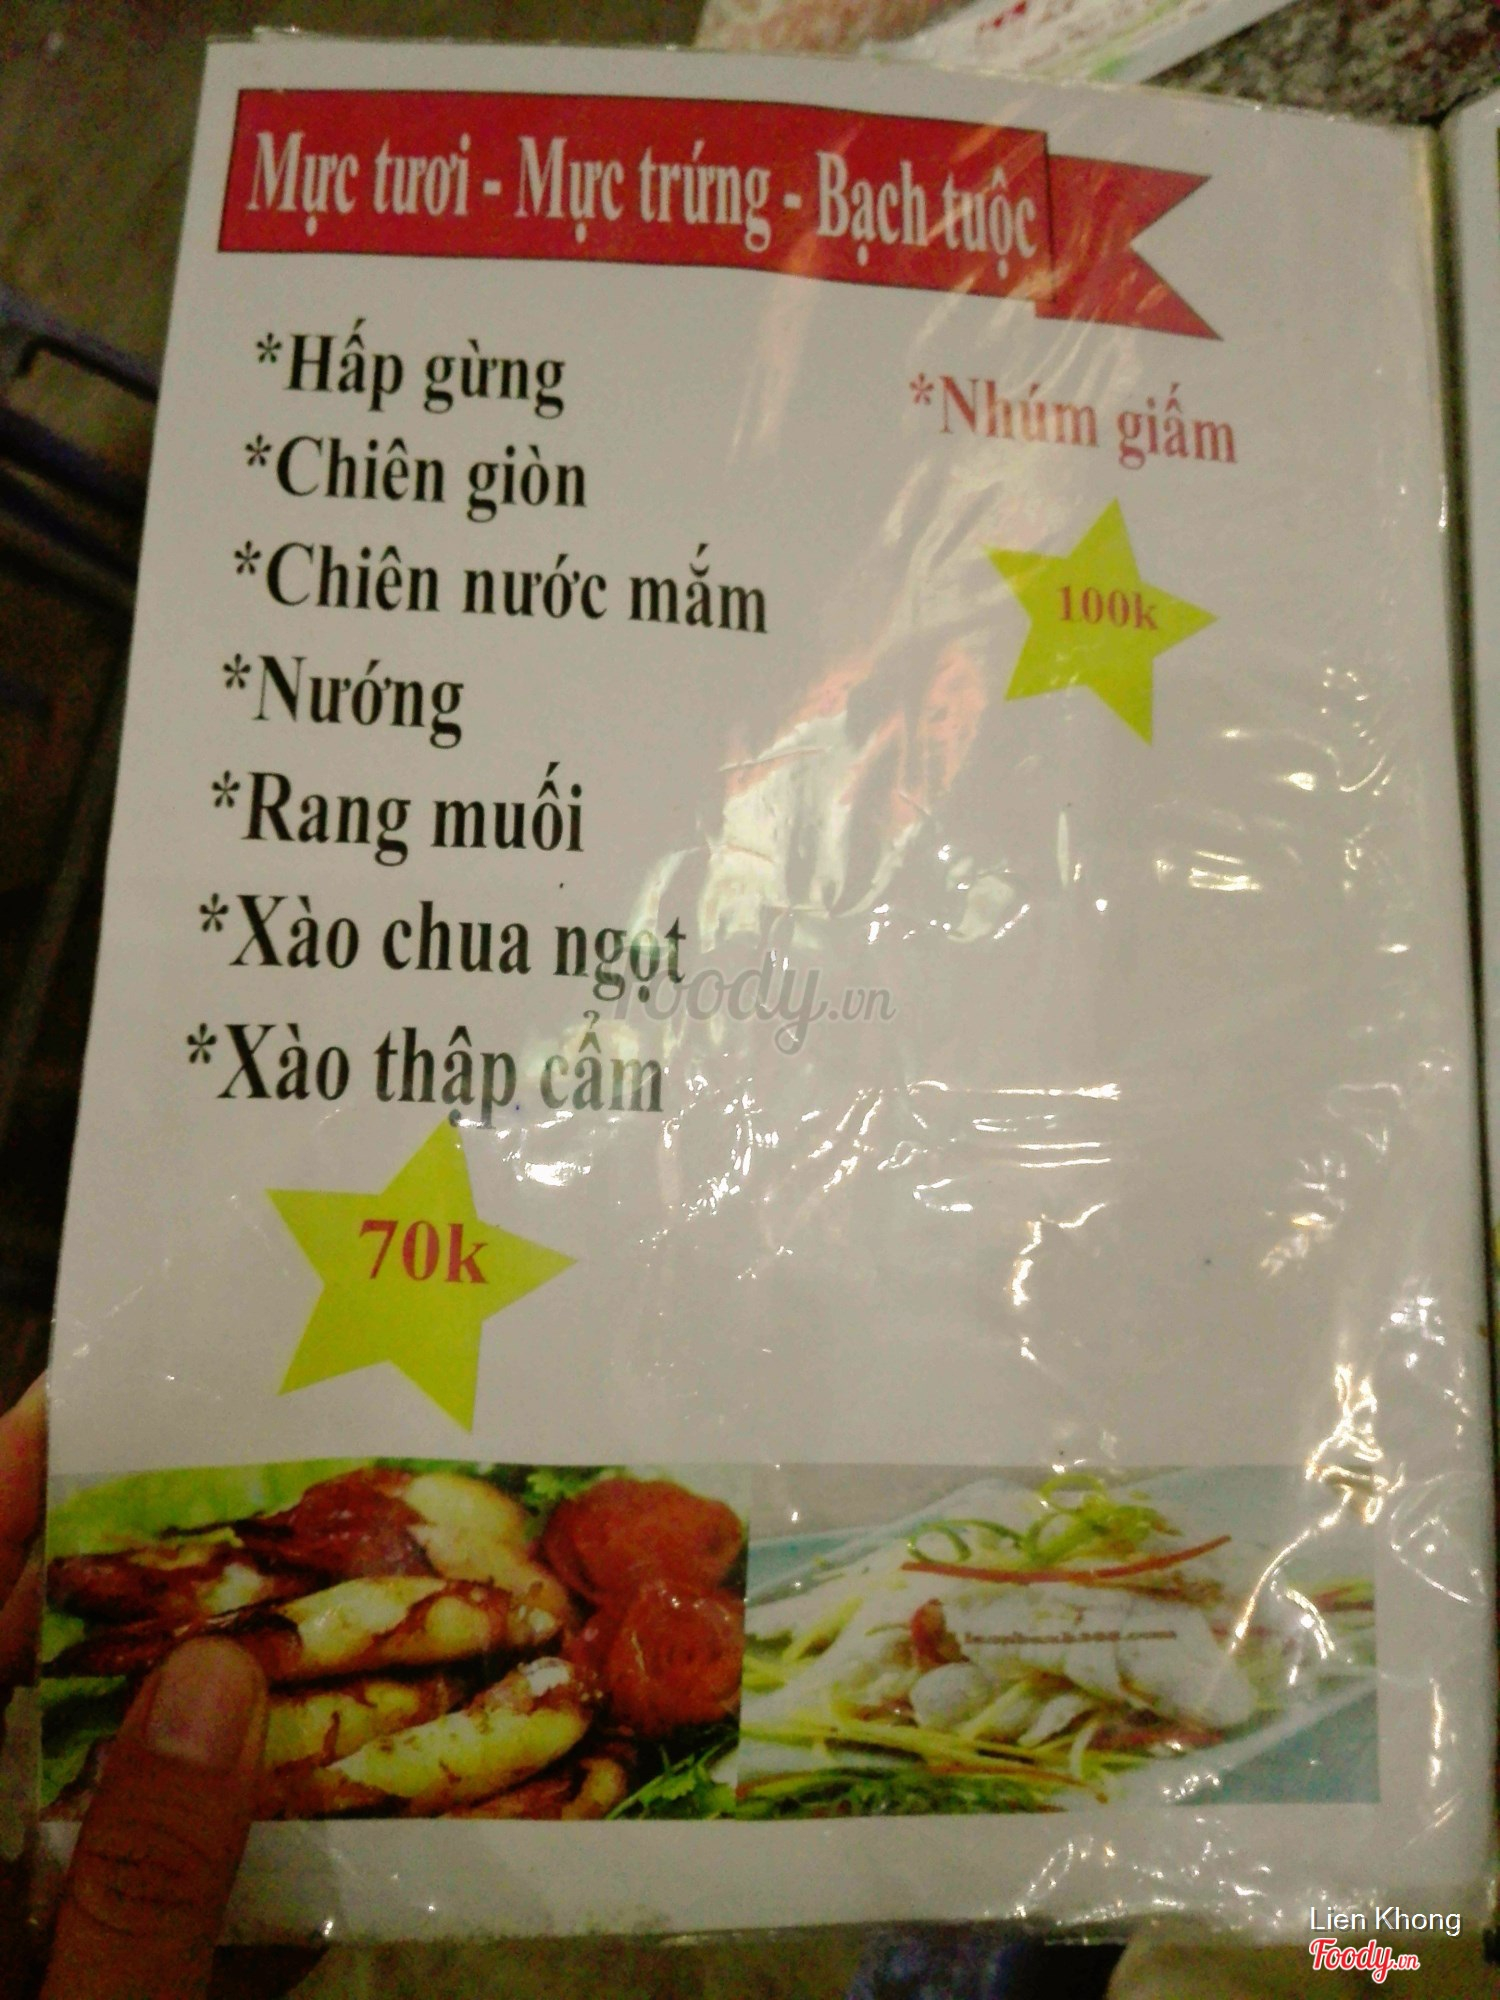 Mực tươi - Mực trứng - Bạch tuộc
*Hấp gừng
*Chiên giòn
*Chiên nước mắm
*Nướng
*Rang muối
*Xào chua ngọt
*Xào thập cẩm
70k
*Nhúm giấm
100k
foody.vn
Lien Khong
Foody.vn